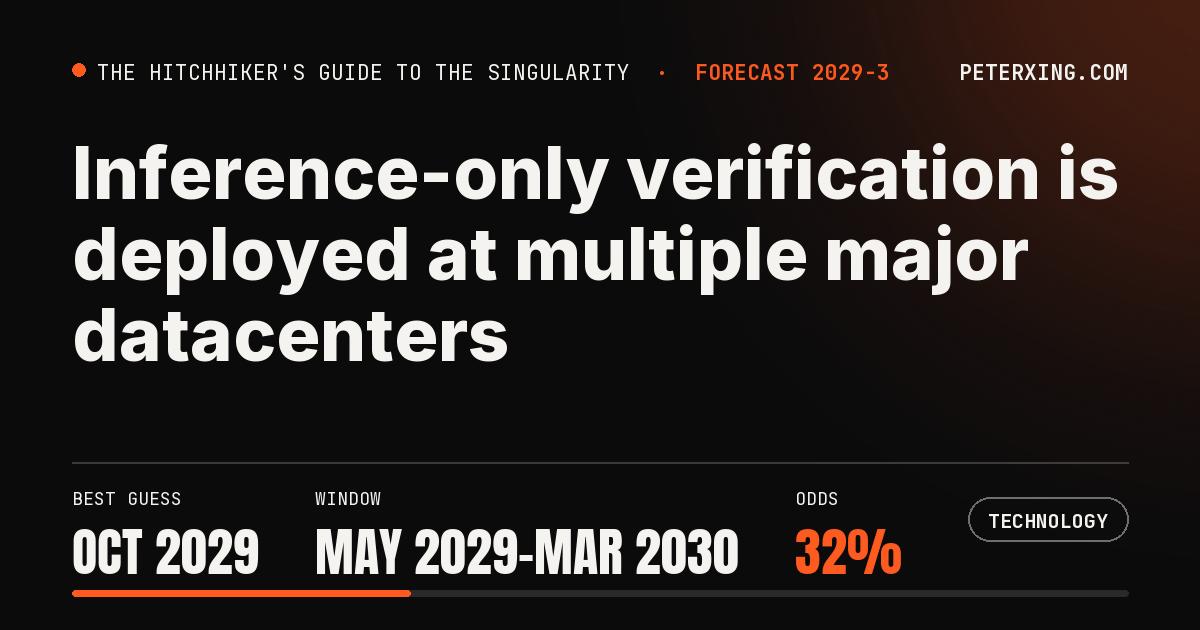 THE HITCHHIKER'S GUIDE TO THE SINGULARITY · FORECAST 2029-3 PETERXING.COM
Inference-only verification is
deployed at multiple major
datacenters
BEST GUESS WINDOW ODDS
OCT 2029 MAY 2029-MAR 2030 32% TECHNOLOGY